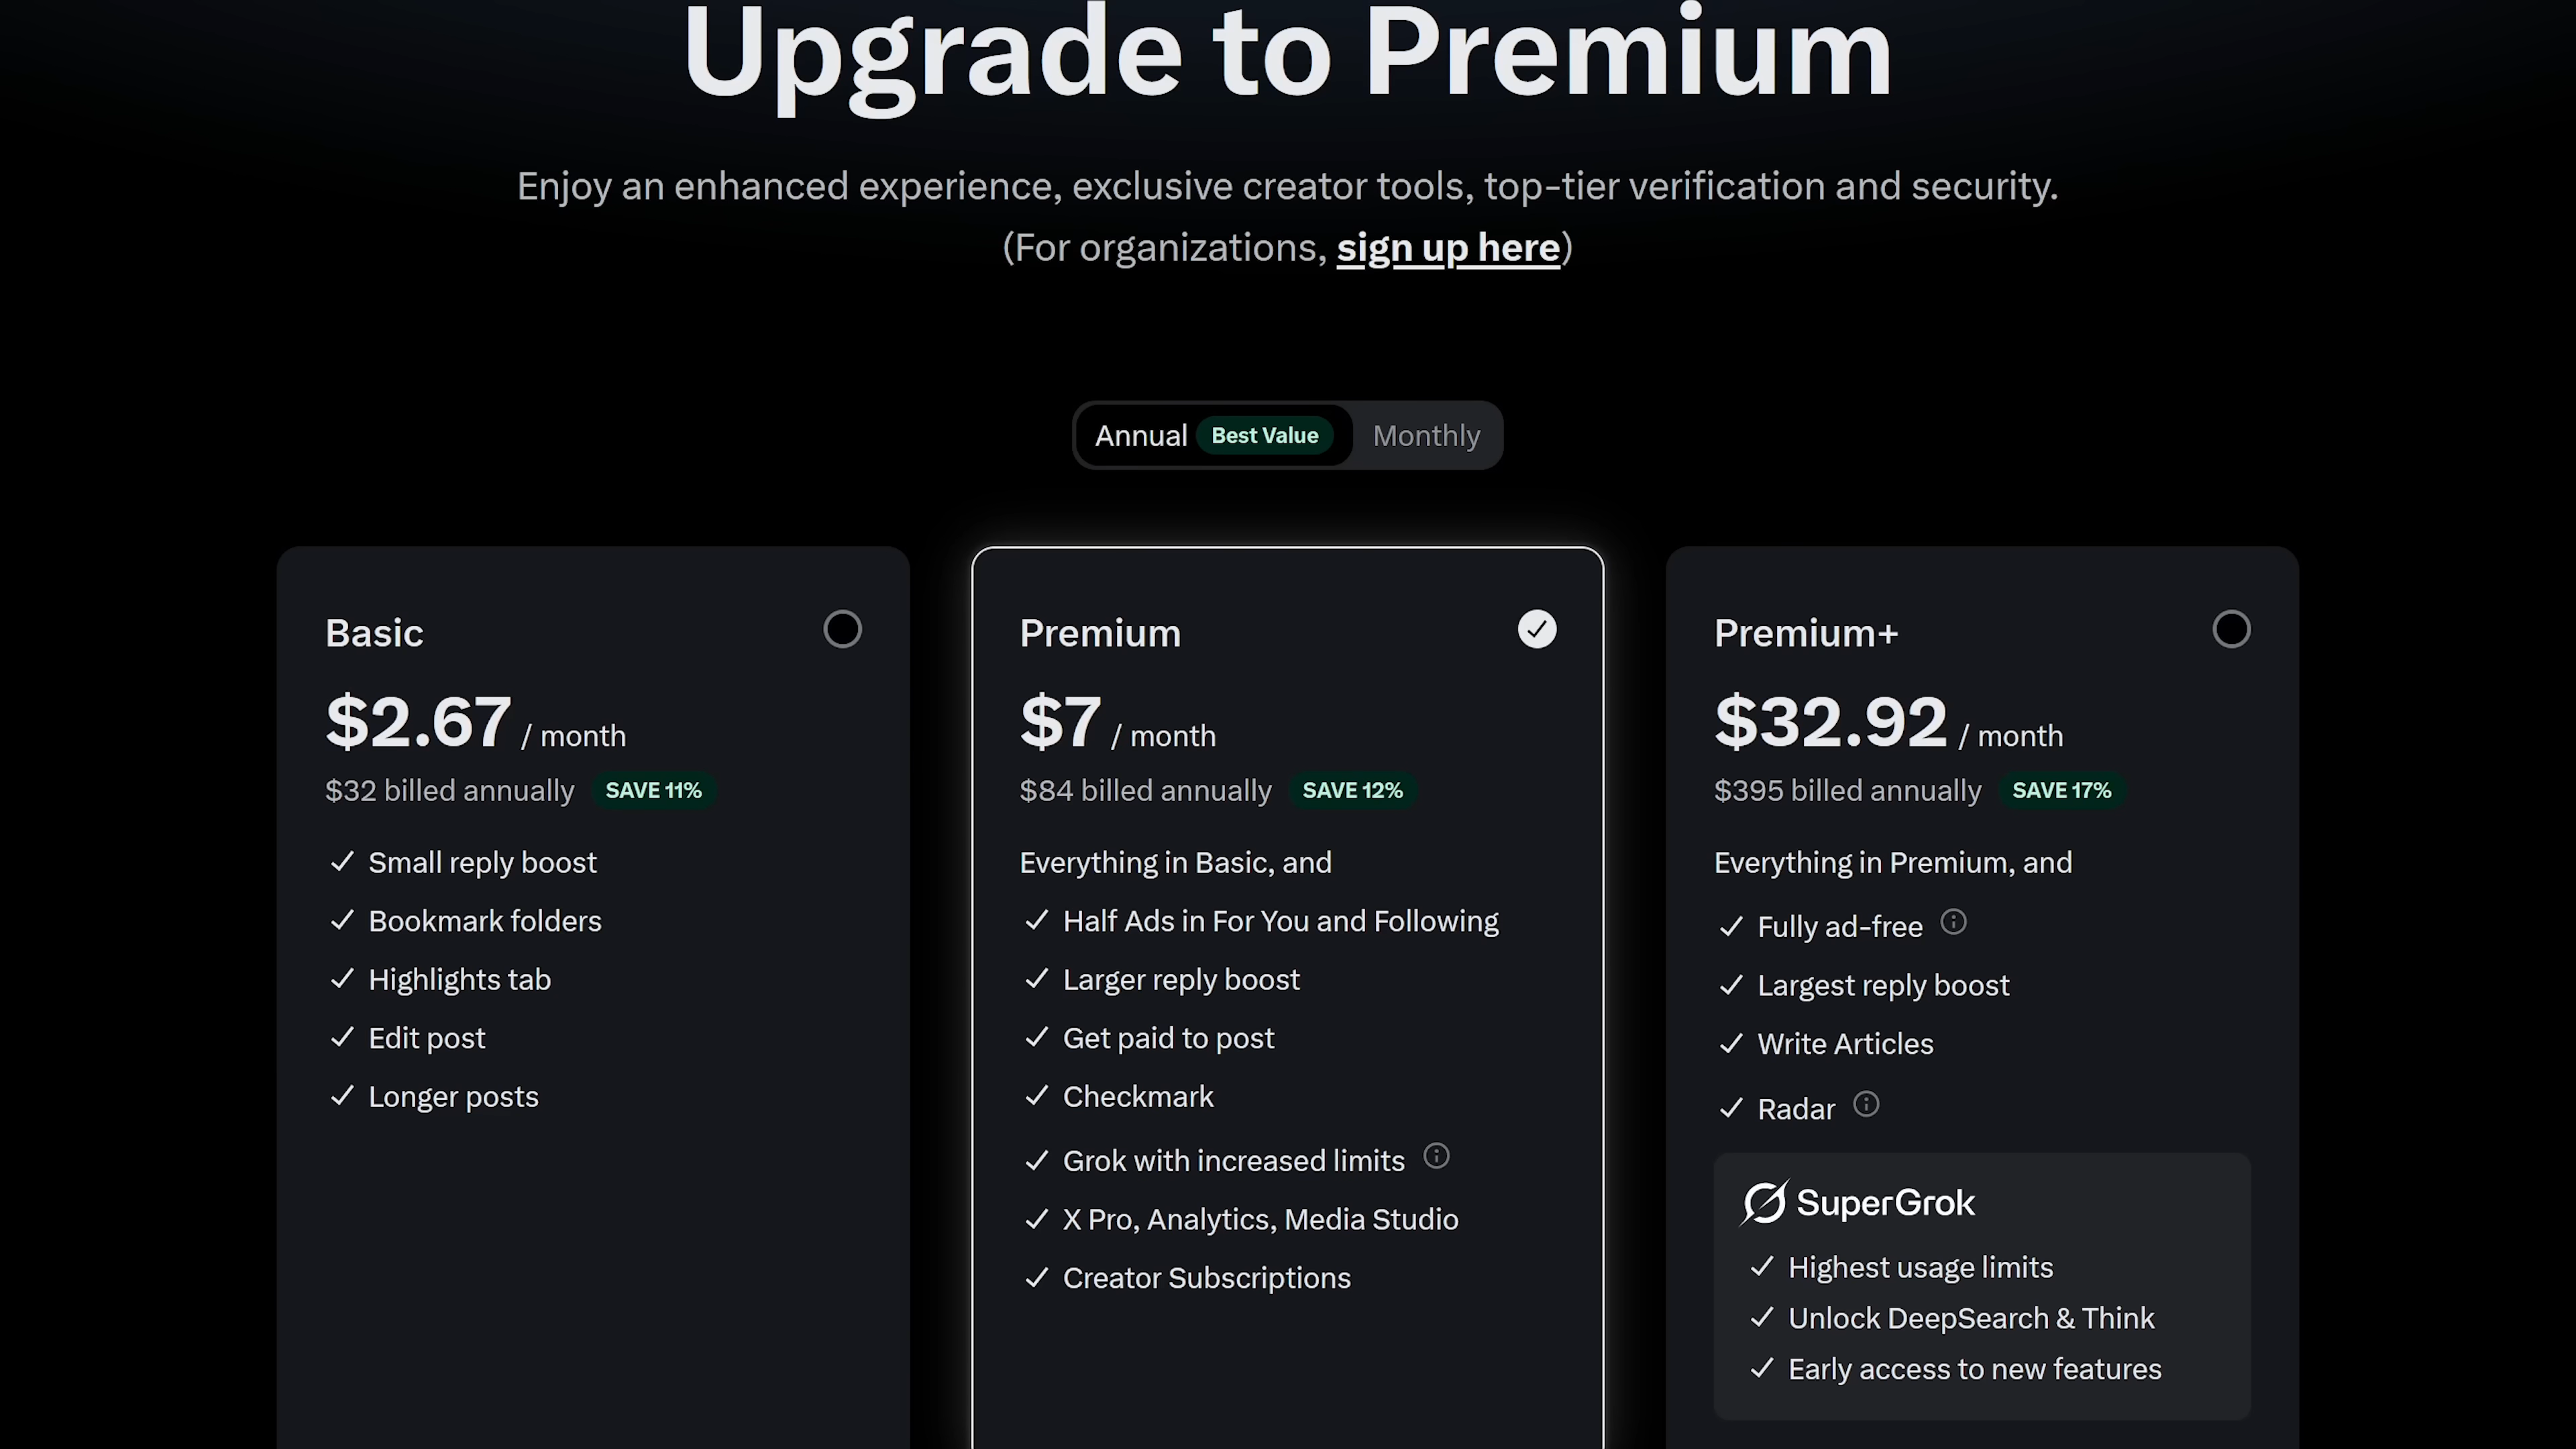 Upgrade to Premium
Enjoy an enhanced experience, exclusive creator tools, top-tier verification and security.
(For organizations, sign up here)
Annual Best Value Monthly
Basic
$2.67 / month
$32 billed annually SAVE 11%
Small reply boost
Bookmark folders
Highlights tab
Edit post
Longer posts
Premium
$7 / month
$84 billed annually SAVE 12%
Everything in Basic, and
Half Ads in For You and Following
Larger reply boost
Get paid to post
Checkmark
Grok with increased limits
X Pro, Analytics, Media Studio
Creator Subscriptions
Premium+
$32.92 / month
$395 billed annually SAVE 17%
Everything in Premium, and
Fully ad-free
Largest reply boost
Write Articles
Radar
SuperGrok
Highest usage limits
Unlock DeepSearch & Think
Early access to new features